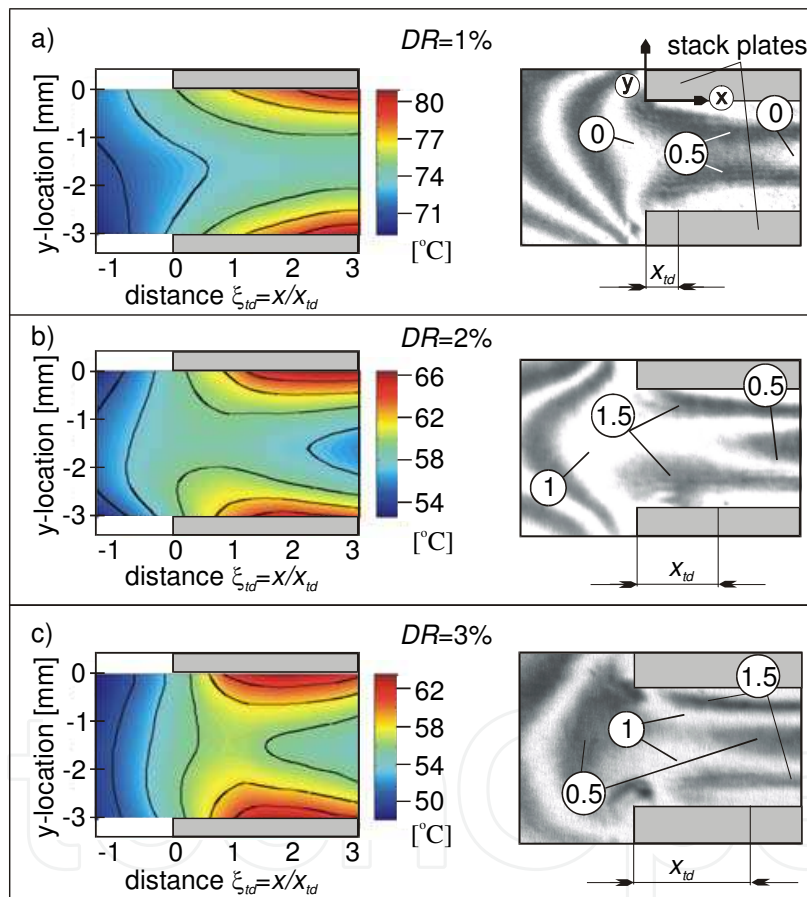 a)
DR=1%
y-location [mm]
0
-1
-2
-3
-1 0 1 2 3
distance ξtd=x/xtd
80
77
74
71
[°C]
stack plates
y
x
0
0
0.5
xtd
b)
DR=2%
y-location [mm]
0
-1
-2
-3
-1 0 1 2 3
distance ξtd=x/xtd
66
62
58
54
[°C]
0.5
1.5
1
xtd
c)
DR=3%
y-location [mm]
0
-1
-2
-3
-1 0 1 2 3
distance ξtd=x/xtd
62
58
54
50
[°C]
1.5
1
0.5
xtd